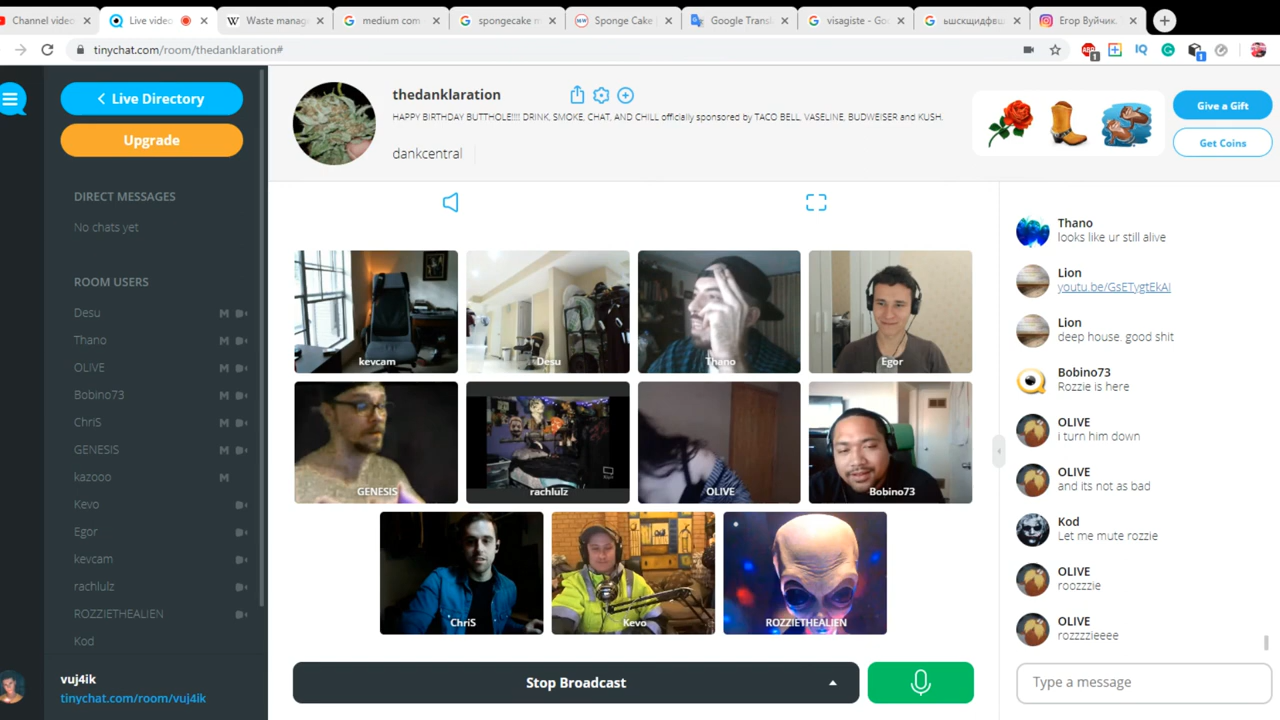 Channel video
Live video
Waste manag
medium com
spongecake m
Sponge Cake
Google Transl
visagiste - Goo
ьшскщидфвш
Егор Вуйчик.
tinychat.com/room/thedanklaration#
Live Directory
Upgrade
DIRECT MESSAGES
No chats yet
ROOM USERS
Desu M
Thano M
OLIVE M
Bobino73 M
ChriS M
GENESIS M
kazooo M
Kevo
Egor
kevcam
rachlulz
ROZZIETHEALIEN
Kod
vuj4ik
tinychat.com/room/vuj4ik
thedanklaration
HAPPY BIRTHDAY BUTTHOLE!!!! DRINK, SMOKE, CHAT, AND CHILL officially sponsored by TACO BELL, VASELINE, BUDWEISER and KUSH.
dankcentral
Give a Gift
Get Coins
kevcam
Desu
Thano
Egor
GENESIS
rachlulz
OLIVE
Bobino73
ChriS
Kevo
ROZZIETHEALIEN
Stop Broadcast
Thano
looks like ur still alive
Lion
youtu.be/GsETygtEkAI
Lion
deep house. good shit
Bobino73
Rozzie is here
OLIVE
i turn him down
OLIVE
and its not as bad
Kod
Let me mute rozzie
OLIVE
roozzzie
OLIVE
rozzzzieeee
Type a message